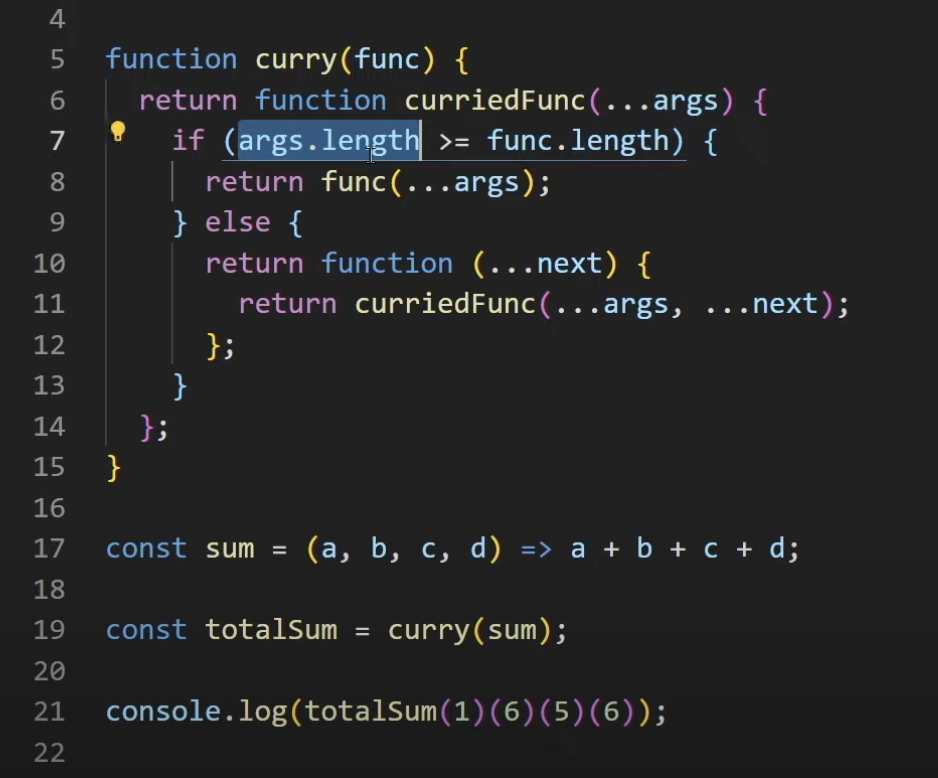 4
5 function curry(func) {
6   return function curriedFunc(...args) {
7     if (args.length >= func.length) {
8       return func(...args);
9     } else {
10       return function (...next) {
11         return curriedFunc(...args, ...next);
12       };
13     }
14   };
15 }
16
17 const sum = (a, b, c, d) => a + b + c + d;
18
19 const totalSum = curry(sum);
20
21 console.log(totalSum(1)(6)(5)(6));
22